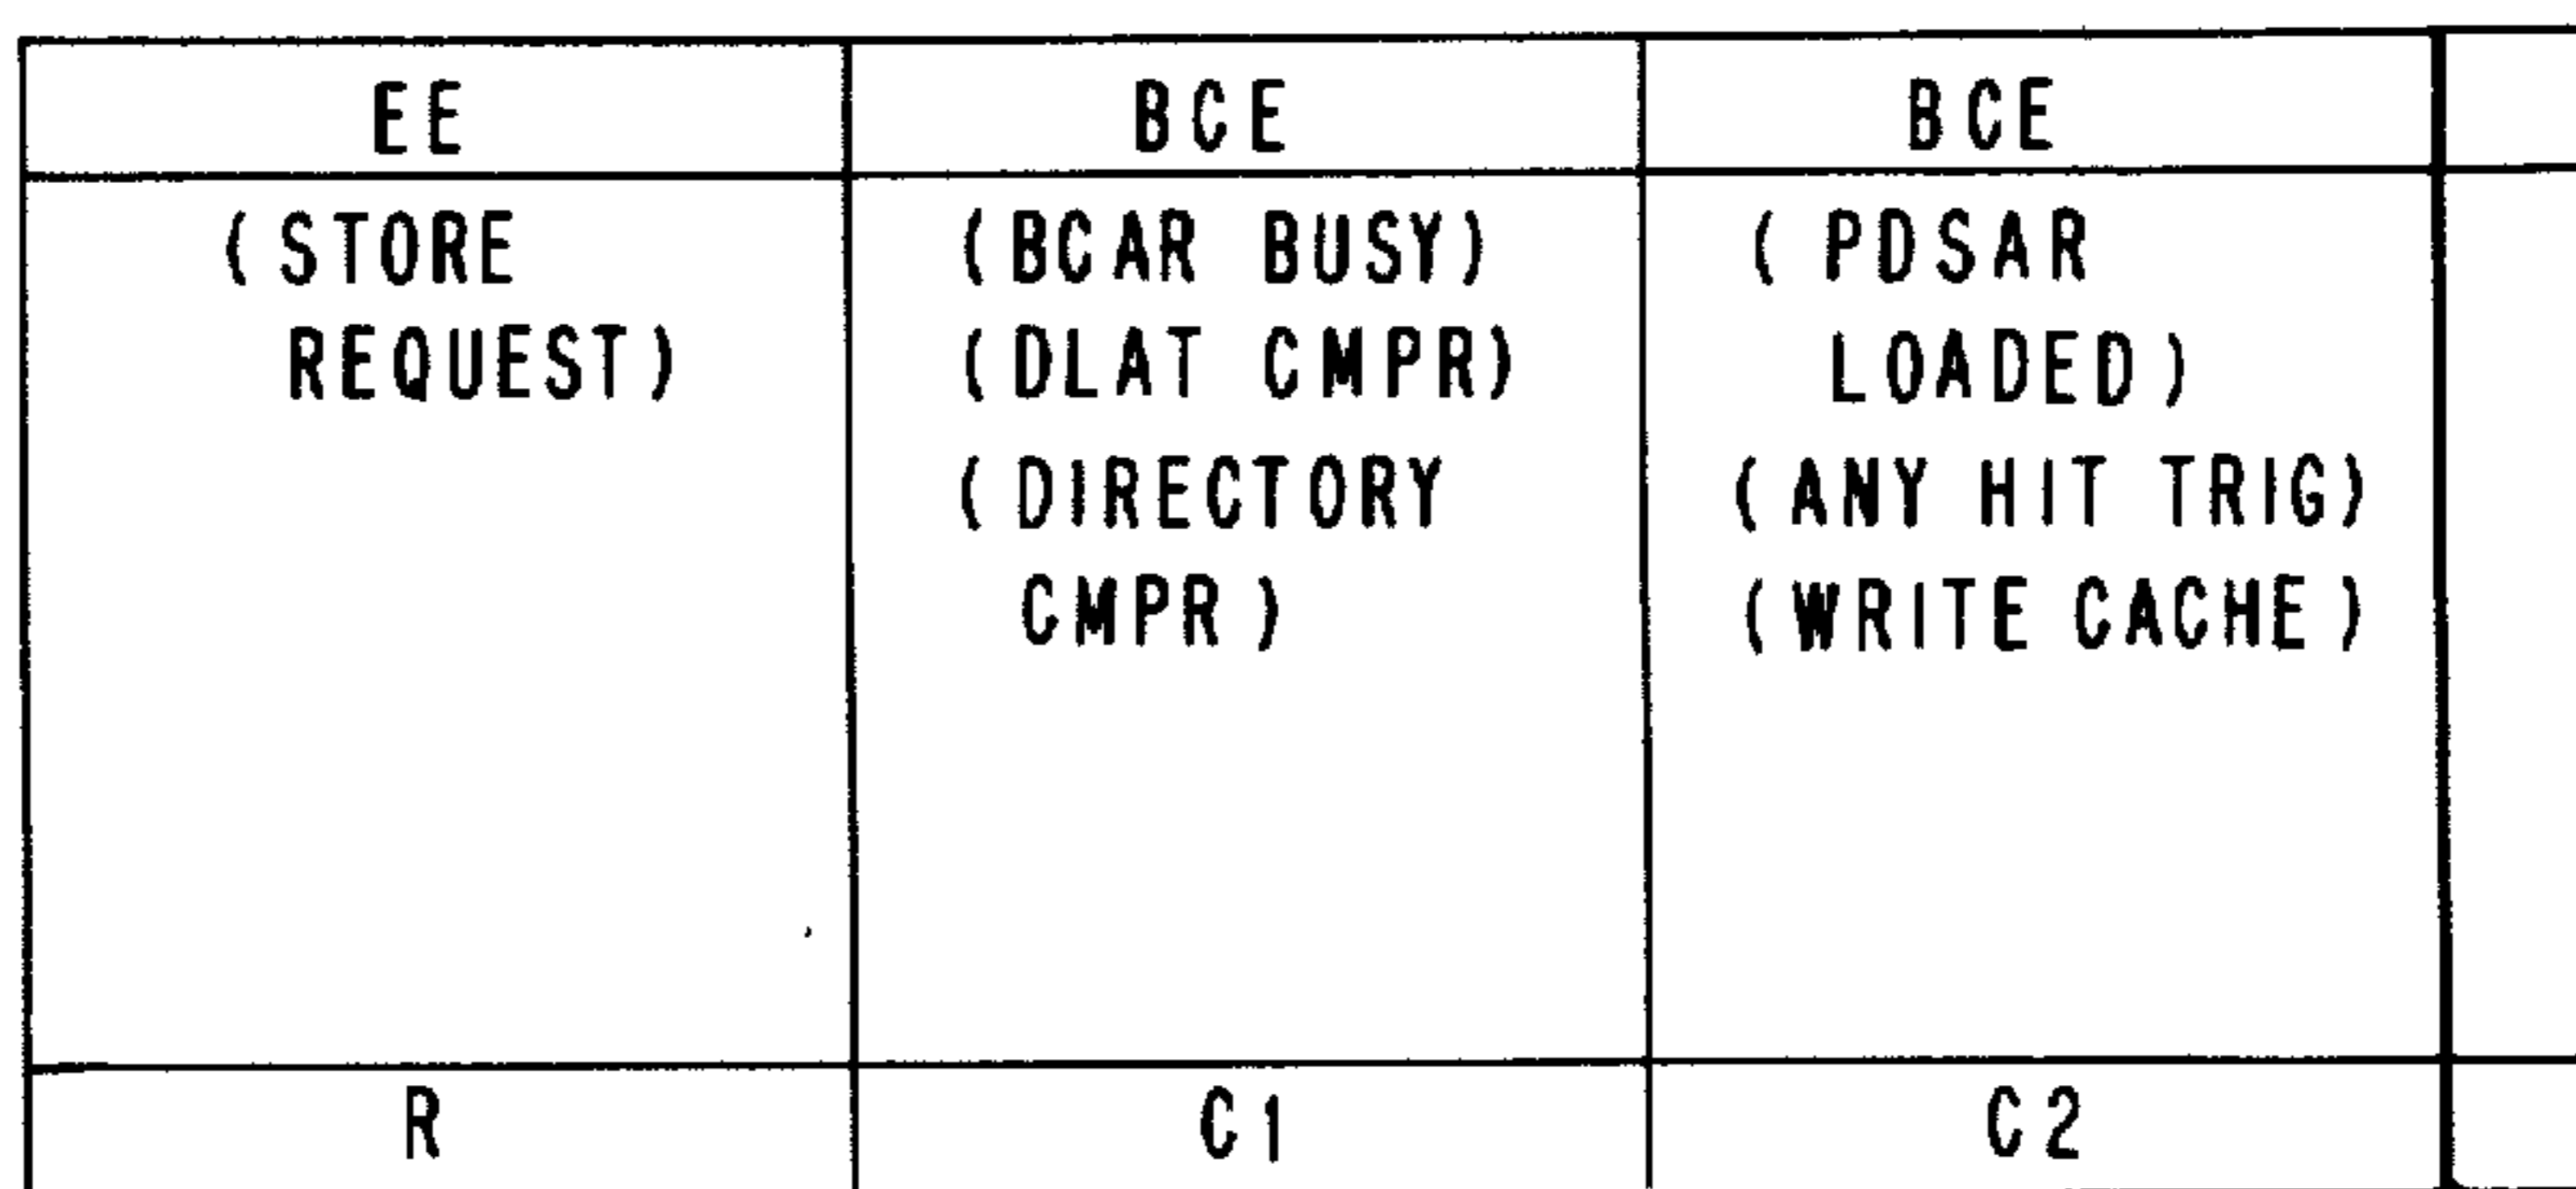 EE
BCE
BCE
(STORE
REQUEST)
(BCAR BUSY)
(DLAT CMPR)
(DIRECTORY
CMPR)
(PDSAR
LOADED)
(ANY HIT TRIG)
(WRITE CACHE)
R
C1
C2